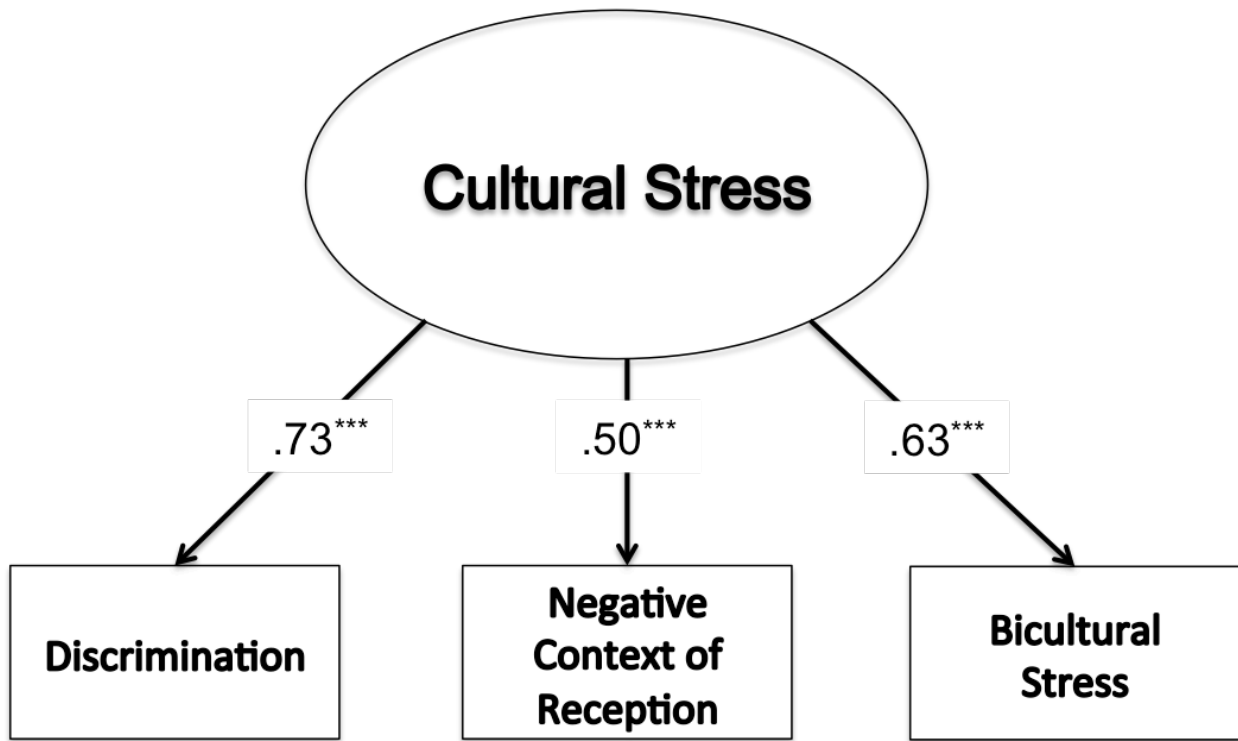 Cultural Stress
.73***
.50***
.63***
Discrimination
Negative
Context of
Reception
Bicultural
Stress